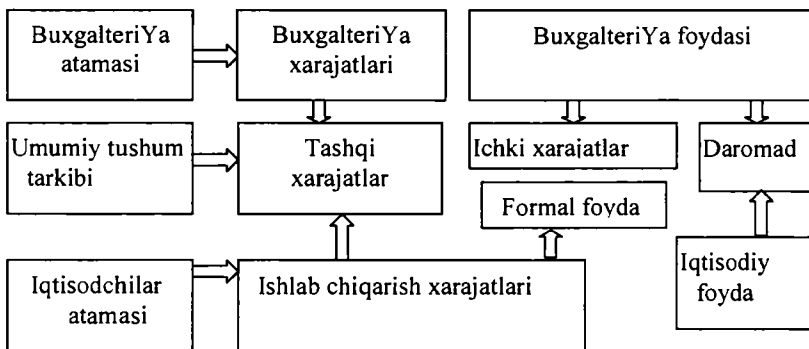 BuxgalteriYa
atamasi
BuxgalteriYa
xarajatlari
BuxgalteriYa foydasi
Umumiy tushum
tarkibi
Tashqi
xarajatlar
Ichki xarajatlar
Daromad
Formal foyda
Iqtisodchilar
atamasi
Ishlab chiqarish xarajatlari
Iqtisodiy
foyda